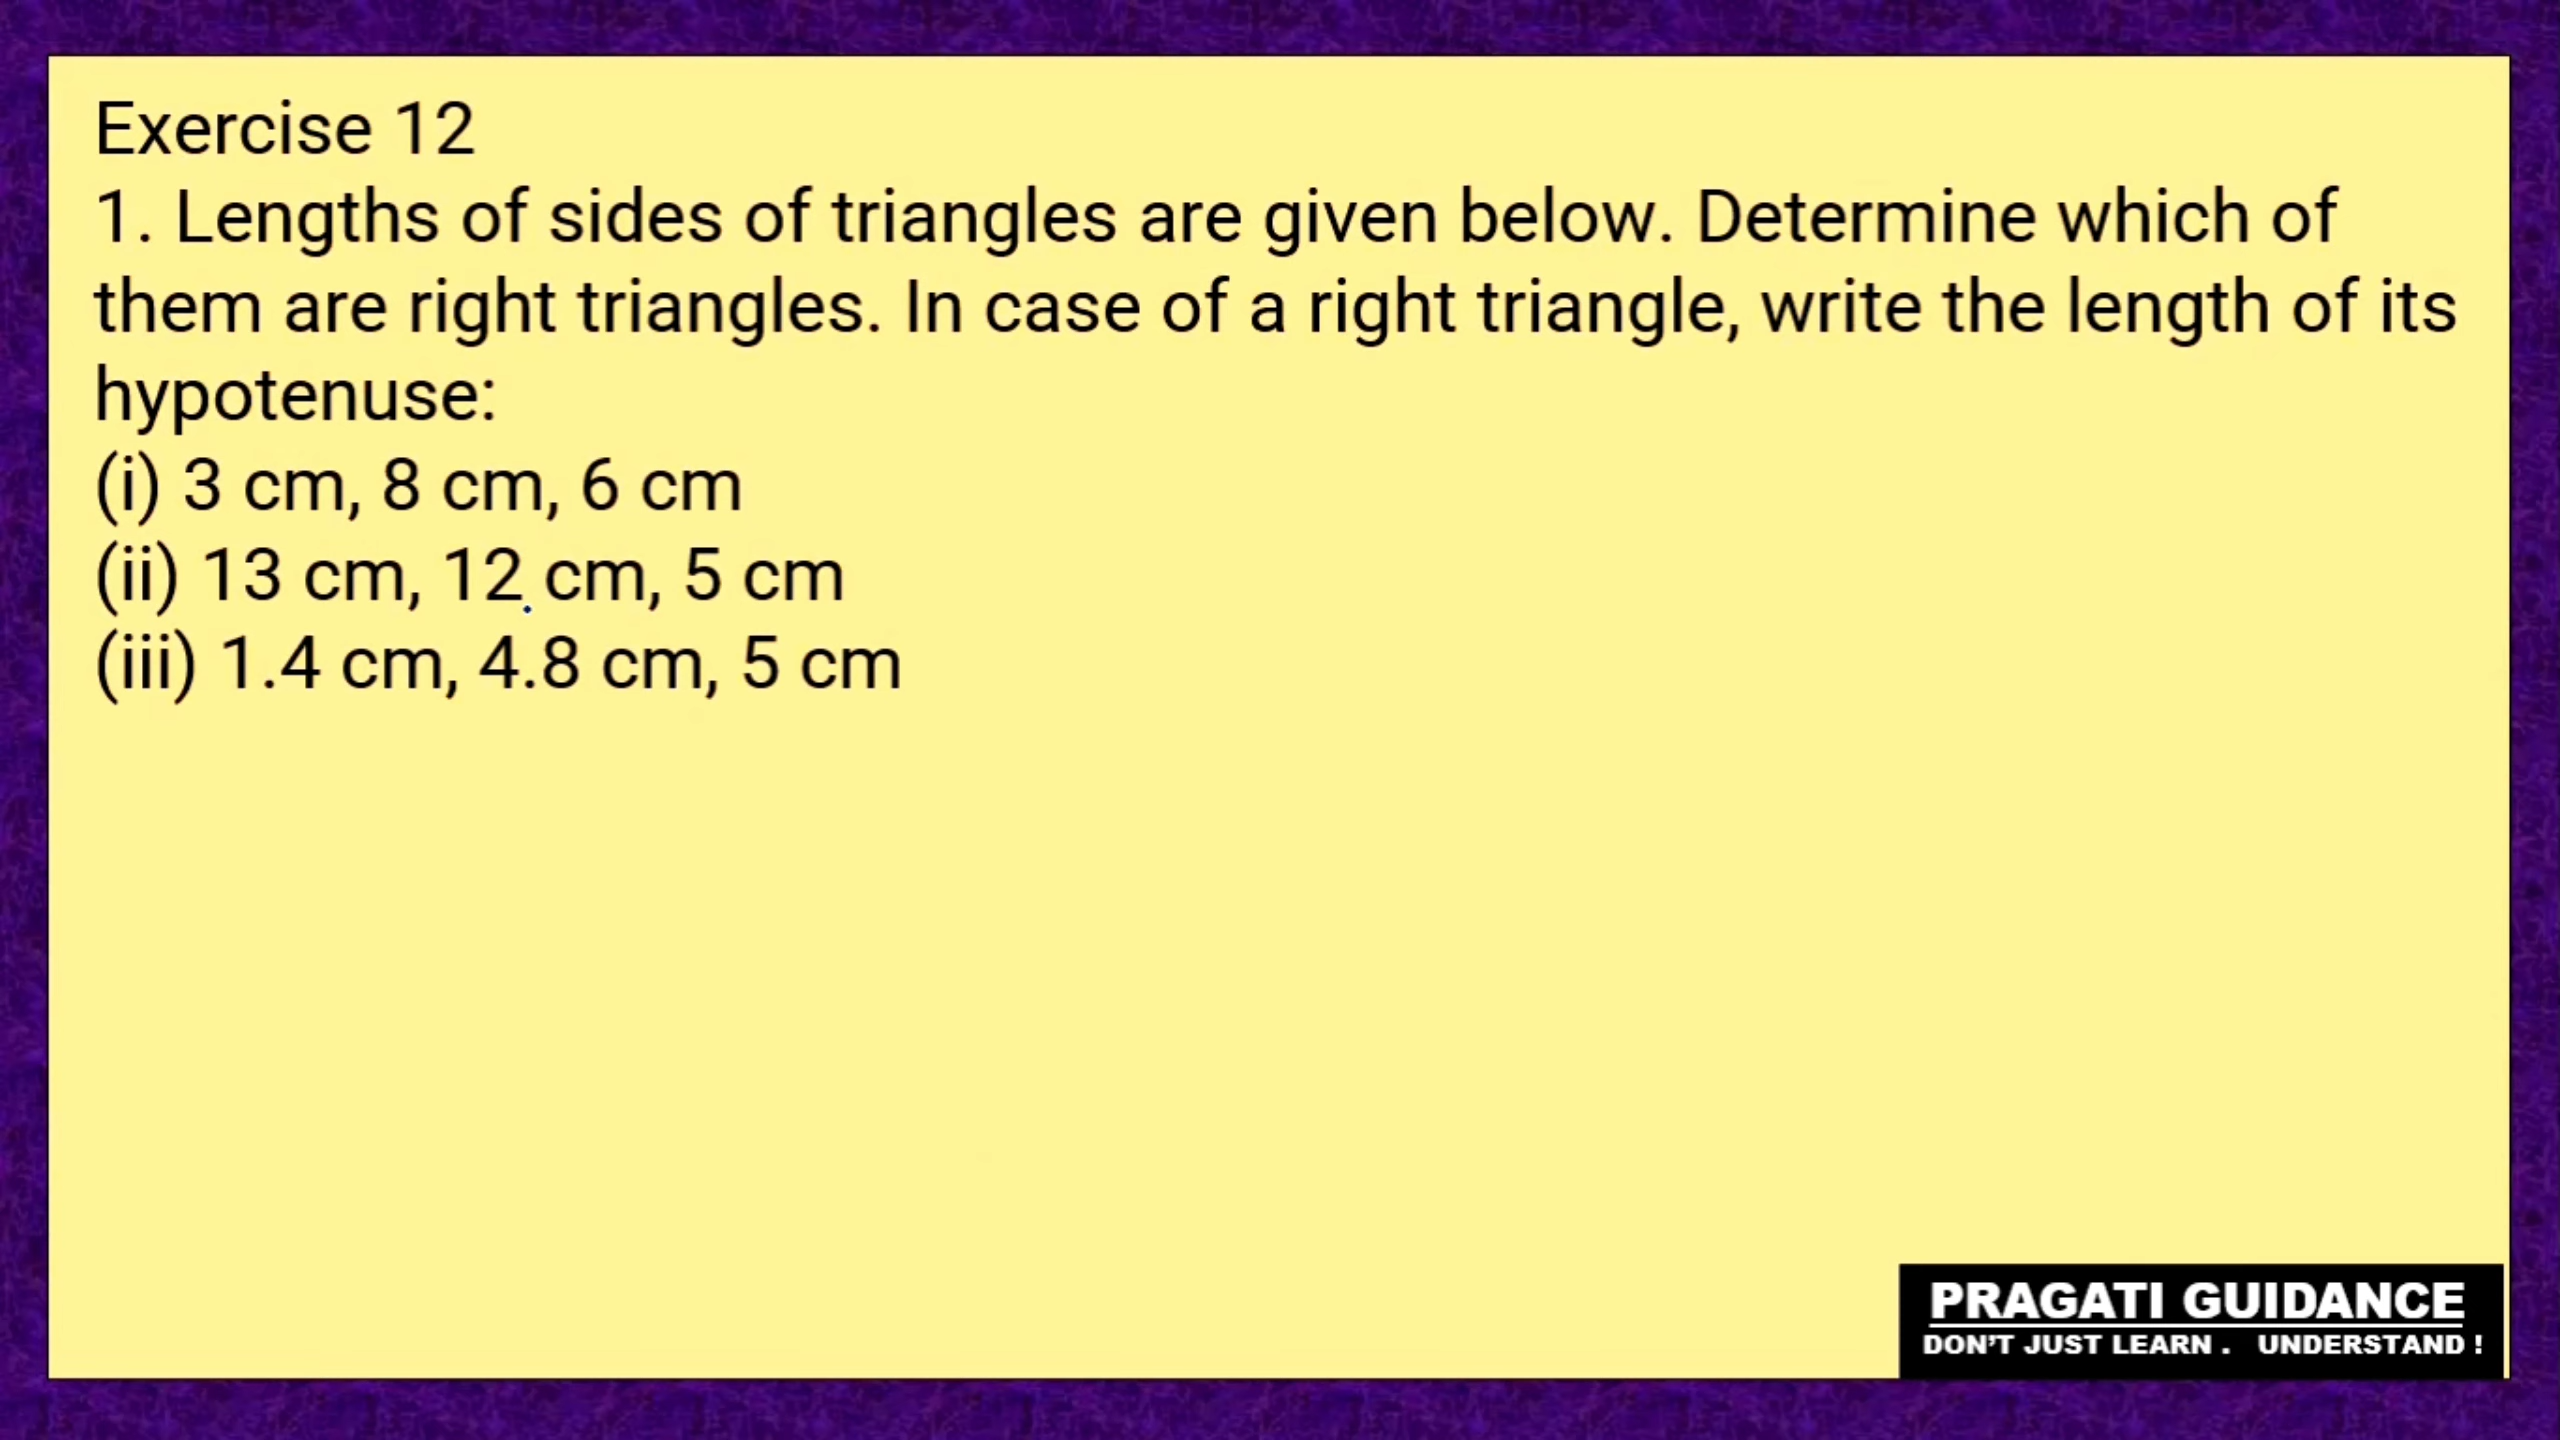 Exercise 12
1. Lengths of sides of triangles are given below. Determine which of
them are right triangles. In case of a right triangle, write the length of its
hypotenuse:
(i) 3 cm, 8 cm, 6 cm
(ii) 13 cm, 12 cm, 5 cm
(iii) 1.4 cm, 4.8 cm, 5 cm
PRAGATI GUIDANCE
DON'T JUST LEARN . UNDERSTAND !